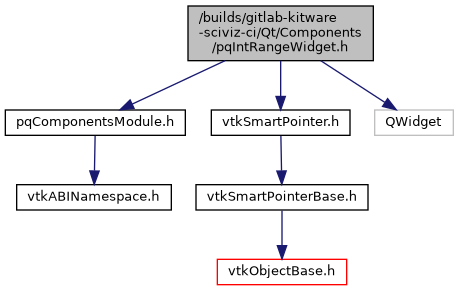 /builds/gitlab-kitware
-sciviz-ci/Qt/Components
/pqIntRangeWidget.h
pqComponentsModule.h
vtkSmartPointer.h
QWidget
vtkABINamespace.h
vtkSmartPointerBase.h
vtkObjectBase.h